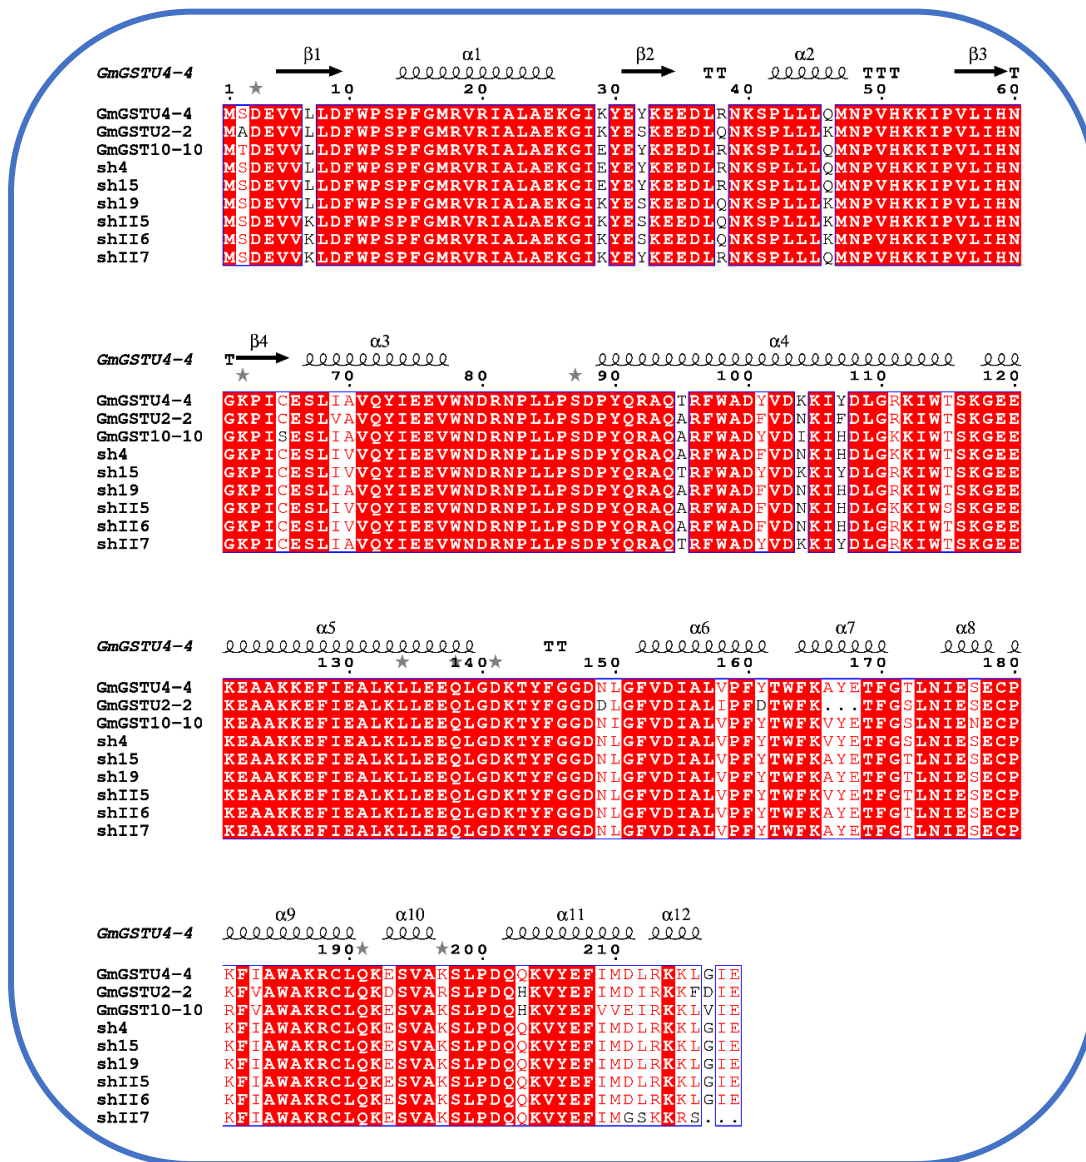 β1 α1 β2 α2 β3
GmGSTU4-4 TT TTT T
1 10 20 30 40 50 60
GmGSTU4-4 MSDEVVLLDFWPSPFGMRVRIALAEKGIKYEYKEEDLRNKSPLLLQMNPVHKKIPVLIHN
GmGSTU2-2 MADEVVLLDFWPSPFGMRVRIALAEKGIKYESKEEDLQNKSPLLLKMNPVHKKIPVLIHN
GmGST10-10 MTDEVVLLDFWPSPFGMRVRIALAEKGIEYEYKEEDLRNKSPLLLQMNPVHKKIPVLIHN
sh4 MSDEVVLLDFWPSPFGMRVRIALAEKGIEYEYKEEDLRNKSPLLLQMNPVHKKIPVLIHN
sh15 MSDEVVLLDFWPSPFGMRVRIALAEKGIEYEYKEEDLRNKSPLLLQMNPVHKKIPVLIHN
sh19 MSDEVVLLDFWPSPFGMRVRIALAEKGIKYESKEEDLQNKSPLLLKMNPVHKKIPVLIHN
shII5 MSDEVVKLDFWPSPFGMRVRIALAEKGIKYESKEEDLQNKSPLLLKMNPVHKKIPVLIHN
shII6 MSDEVVKLDFWPSPFGMRVRIALAEKGIKYESKEEDLQNKSPLLLKMNPVHKKIPVLIHN
shII7 MSDEVVKLDFWPSPFGMRVRIALAEKGIKYEYKEEDLRNKSPLLLQMNPVHKKIPVLIHN
β4 α3 α4
GmGSTU4-4 T
70 80 90 100 110 120
GmGSTU4-4 GKPICESLIAVQYIEEVWNDRNPLLPSDPYQRAQTRFWADYVDKKIYDLGRKIWTSKGEE
GmGSTU2-2 GKPICESLVAVQYIEEVWNDRNPLLPSDPYQRAQARFWADFVDNKIFDLGRKIWTSKGEE
GmGST10-10 GKPISESLIAVQYIEEVWNDRNPLLPSDPYQRAQARFWADYVDIKIHDLGKKIWTSKGEE
sh4 GKPICESLIVVQYIEEVWNDRNPLLPSDPYQRAQARFWADFVDNKIHDLGRKIWTSKGEE
sh15 GKPICESLIVVQYIEEVWNDRNPLLPSDPYQRAQTRFWADYVDKKIYDLGKKIWTSKGEE
sh19 GKPICESLIAVQYIEEVWNDRNPLLPSDPYQRAQARFWADFVDNKIHDLGRKIWTSKGEE
shII5 GKPICESLIVVQYIEEVWNDRNPLLPSDPYQRAQARFWADFVDNKIHDLGRKIWSSKGEE
shII6 GKPICESLIVVQYIEEVWNDRNPLLPSDPYQRAQARFWADFVDNKIHDLGRKIWTSKGEE
shII7 GKPICESLIAVQYIEEVWNDRNPLLPSDPYQRAQTRFWADYVDKKIYDLGRKIWTSKGEE
α5 α6 α7 α8
GmGSTU4-4 TT
130 140 150 160 170 180
GmGSTU4-4 KEAAKKEFIEALKLLEEQLGDKTYFGGDNLGFVDIALVPFYTWFKAYETFGTLNIESECP
GmGSTU2-2 KEAAKKEFIEALKLLEEQLGDKTYFGGDDLGFVDIALIPFDTWFK...TFGSLNIESECP
GmGST10-10 KEAAKKEFIEALKLLEEQLGDKTYFGGDNIGFVDIALVPFYTWFKVYETFGSLNIENECP
sh4 KEAAKKEFIEALKLLEEQLGDKTYFGGDNLGFVDIALVPFYTWFKVYETFGSLNIESECP
sh15 KEAAKKEFIEALKLLEEQLGDKTYFGGDNLGFVDIALVPFYTWFKAYETFGTLNIESECP
sh19 KEAAKKEFIEALKLLEEQLGDKTYFGGDNLGFVDIALVPFYTWFKAYETFGTLNIESECP
shII5 KEAAKKEFIEALKLLEEQLGDKTYFGGDNLGFVDIALVPFYTWFKAYETFGTLNIESECP
shII6 KEAAKKEFIEALKLLEEQLGDKTYFGGDNLGFVDIALVPFYTWFKAYETFGTLNIESECP
shII7 KEAAKKEFIEALKLLEEQLGDKTYFGGDNLGFVDIALVPFYTWFKAYETFGTLNIESECP
α9 α10 α11 α12
GmGSTU4-4
190 200 210
GmGSTU4-4 KFIAWAKRCLQKESVAKSLPDQQKVYEFIMDLRKKLGIE
GmGSTU2-2 KFVAWAKRCLQKDSVARSLPDQHKVYEFIMDIRKKFDIE
GmGST10-10 RFVAWAKRCLQKESVAKSLPDQHKVYEFVVEIRKKLVIE
sh4 KFIAWAKRCLQKESVAKSLPDQQKVYEFIMDLRKKLGIE
sh15 KFIAWAKRCLQKESVAKSLPDQQKVYEFIMDLRKKLGIE
sh19 KFIAWAKRCLQKESVAKSLPDQQKVYEFIMDLRKKLGIE
shII5 KFIAWAKRCLQKESVAKSLPDQQKVYEFIMDLRKKLGIE
shII6 KFIAWAKRCLQKESVAKSLPDQQKVYEFIMDLRKKLGIE
shII7 KFIAWAKRCLQKESVAKSLPDQQKVYEFIMGSKKRS...